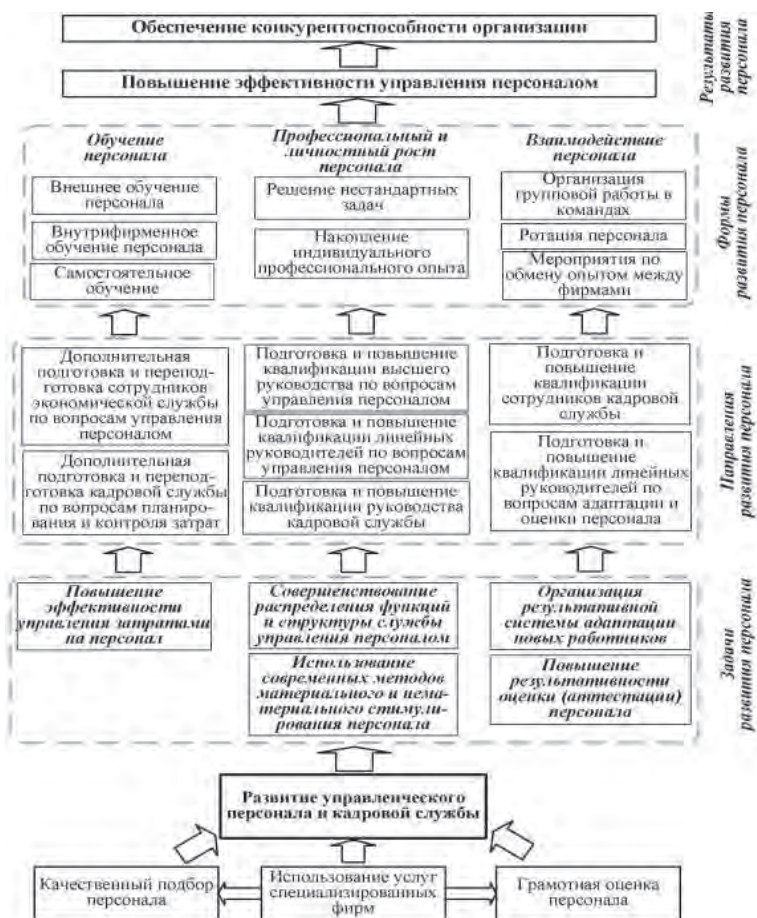 Обеспечение конкурентоспособности организации
Повышение эффективности управления персоналом
Результаты
развития
персонала
Обучение
персонала
Внешнее обучение
персонала
Внутрифирменное
обучение персонала
Самостоятельное
обучение
Профессиональный и
личностный рост
персонала
Решение нестандартных
задач
Накопление
индивидуального
профессионального опыта
Взаимодействие
персонала
Организация
групповой работы в
командах
Ротация персонала
Мероприятия по
обмену опытом между
фирмами
Формы
развития персонала
Дополнительная
подготовка и перепод-
готовка сотрудников
экономической службы
по вопросам управления
персоналом
Дополнительная
подготовка и перепод-
готовка кадровой службы
по вопросам планиро-
вания и контроля затрат
Подготовка и повышение
квалификации высшего
руководства по вопросам
управления персоналом
Подготовка и повышение
квалификации линейных
руководителей по вопросам
управления персоналом
Подготовка и повышение
квалификации руководства
кадровой службы
Подготовка и
повышение
квалификации
сотрудников кадровой
службы
Подготовка и
повышение
квалификации линейных
руководителей по
вопросам адаптации и
оценки персонала
Направления
развития персонала
Повышение
эффективности
управления затратами
на персонал
Совершенствование
распределения функций
и структуры службы
управления персоналом
Использование
современных методов
материального и нема-
териального стимули-
рования персонала
Организация
результативной
системы адаптации
новых работников
Повышение
результативности
оценки (аттестации)
персонала
Задачи
развития персонала
Развитие управленческого
персонала и кадровой службы
Качественный подбор
персонала
Использование услуг
специализированных
фирм
Грамотная оценка
персонала